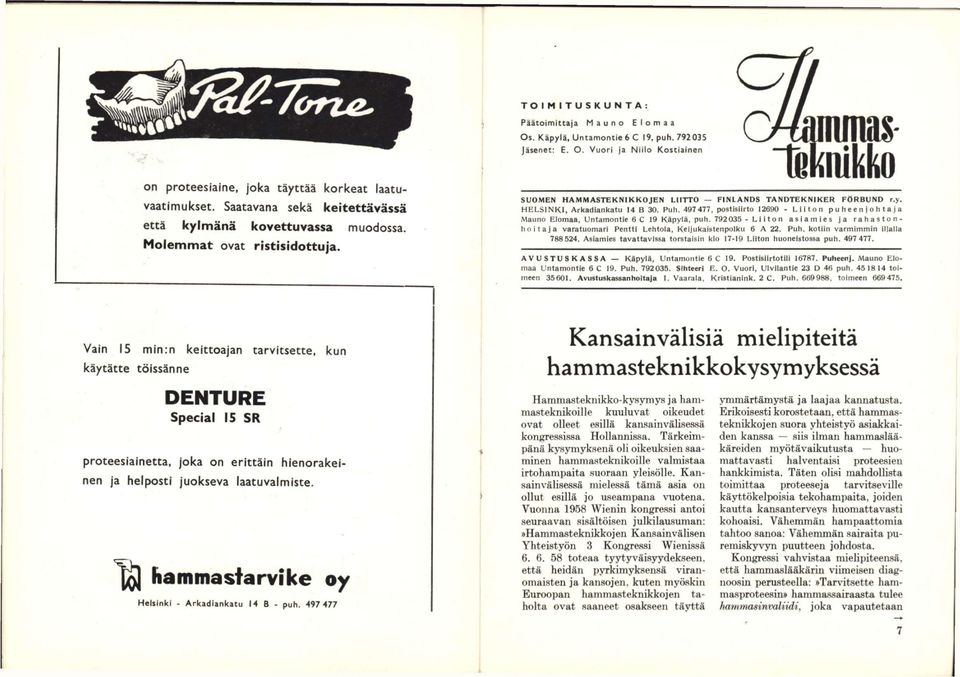 Pal-Tone
on proteesiaine, joka täyttää korkeat laatu-
vaatimukset. Saatavana sekä keitettävässä
että kylmänä kovettuvassa muodossa.
Molemmat ovat ristisidottuja.
Vain 15 min:n keittoajan tarvitsette, kun
käytätte töissänne
DENTURE
Special 15 SR
proteesiainetta, joka on erittäin hienorakei-
nen ja helposti juokseva laatuvalmiste.
hammastarvike oy
Helsinki - Arkadiankatu 14 B - puh. 497 477
TOIMITUSKUNTA:
Päätoimittaja Mauno Elomaa
Os. Käpylä, Untamontie 6 C 19, puh. 792 035
Jäsenet: E. O. Vuori ja Niilo Kostiainen
Hammas-
teknikko
SUOMEN HAMMASTEKNIKKOJEN LIITTO — FINLANDS TANDTEKNIKER FÖRBUND r.y.
HELSINKI, Arkadiankatu 14 B 30. Puh. 497 477, postisiirto 12690 - Liiton puheenjohtaja
Mauno Elomaa, Untamontie 6 C 19 Käpylä, puh. 792 035 - Liiton asiamies ja rahaston-
hoitaja varatuomari Pentti Lehtola, Keijukaistenpolku 6 A 22. Puh. kotiin varmimmin illalla
788 524. Asiamies tavattavissa torstaisin klo 17-19 Liiton huoneistossa puh. 497 477.
AVUSTUSKASSA — Käpylä, Untamontie 6 C 19. Postisiirtotili 16787. Puheenj. Mauno Elo-
maa Untamontie 6 C 19. Puh. 792 035. Sihteeri E. O. Vuori, Ulvilantie 23 D 46 puh. 45 18 14 toi-
meen 35 601. Avustuskassanhoitaja I. Vaarala, Kristianink. 2 C. Puh. 669 988, toimeen 669 475.
Kansainvälisiä mielipiteitä
hammasteknikkokysymyksessä
Hammasteknikko-kysymys ja ham-
masteknikoille kuuluvat oikeudet
ovat olleet esillä kansainvälisessä
kongressissa Hollannissa. Tärkeim-
pänä kysymyksenä oli oikeuksien saa-
minen hammasteknikoille valmistaa
irtohampaita suoraan yleisölle. Kan-
sainvälisessä mielessä tämä asia on
ollut esillä jo useampana vuotena.
Vuonna 1958 Wienin kongressi antoi
seuraavan sisältöisen julkilausuman:
»Hammasteknikkojen Kansainvälisen
Yhteistyön 3 Kongressi Wienissä
6. 6. 58 toteaa tyytyväisyydekseen,
että heidän pyrkimyksensä viran-
omaisten ja kansojen, kuten myöskin
Euroopan hammasteknikkojen ta-
holta ovat saaneet osakseen täyttä
ymmärtämystä ja laajaa kannatusta.
Erikoisesti korostetaan, että hammas-
teknikkojen suora yhteistyö asiakkai-
den kanssa — siis ilman hammaslää-
käreiden myötävaikutusta — huo-
mattavasti halventaisi proteesien
hankkimista. Täten olisi mahdollista
toimittaa proteeseja tarvitseville
käyttökelpoisia tekohampaita, joiden
kautta kansanterveys huomattavasti
kohoaisi. Vähemmän hampaattomia
tahtoo sanoa: Vähemmän sairaita pu-
remiskyvyn puutteen johdosta.
Kongressi vahvistaa mielipiteensä,
että hammaslääkärin viimeisen diag-
noosin perusteella: »Tarvitsette ham-
masproteesin» hammassairaasta tulee
hammasinvaliidi, joka vapautetaan
→
7